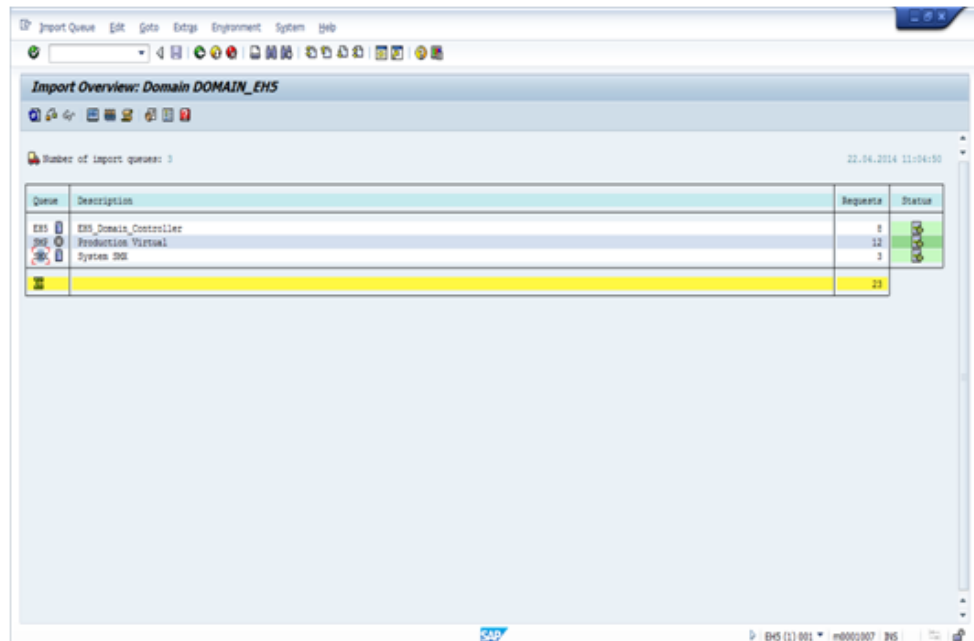 Import Queue Edit Goto Extras Environment System Help
Import Overview: Domain DOMAIN_EH5
Number of import queues: 3 22.04.2014 11:04:50
Queue Description Requests Status
EH5 EH5_Domain_Controller 8
Production Virtual 12
System SMX 3
23
SAP EH5 (1) 001 m0001007 INS